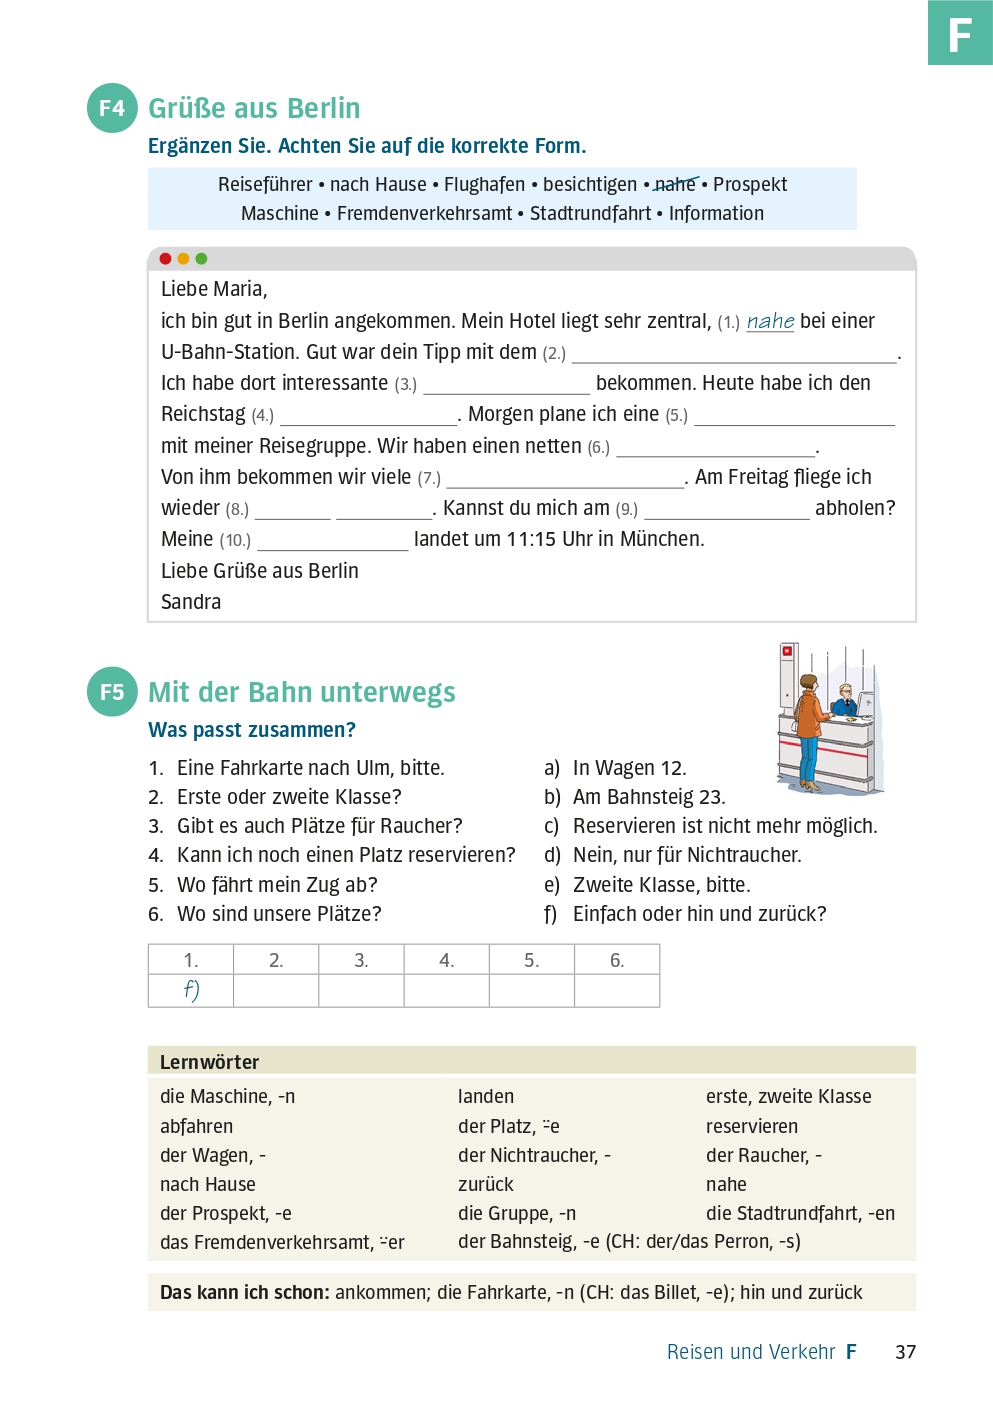 F
F4 Grüße aus Berlin
Ergänzen Sie. Achten Sie auf die korrekte Form.
Reiseführer • nach Hause • Flughafen • besichtigen • nahe • Prospekt
Maschine • Fremdenverkehrsamt • Stadtrundfahrt • Information
Liebe Maria,
ich bin gut in Berlin angekommen. Mein Hotel liegt sehr zentral, (1.) nahe bei einer
U-Bahn-Station. Gut war dein Tipp mit dem (2.) ______________________________.
Ich habe dort interessante (3.) ________________ bekommen. Heute habe ich den
Reichstag (4.) _________________. Morgen plane ich eine (5.) ___________________
mit meiner Reisegruppe. Wir haben einen netten (6.) ___________________.
Von ihm bekommen wir viele (7.) _______________________. Am Freitag fliege ich
wieder (8.) _______ _________. Kannst du mich am (9.) ________________ abholen?
Meine (10.) ______________ landet um 11:15 Uhr in München.
Liebe Grüße aus Berlin
Sandra
F5 Mit der Bahn unterwegs
Was passt zusammen?
1. Eine Fahrkarte nach Ulm, bitte.
2. Erste oder zweite Klasse?
3. Gibt es auch Plätze für Raucher?
4. Kann ich noch einen Platz reservieren?
5. Wo fährt mein Zug ab?
6. Wo sind unsere Plätze?
a) In Wagen 12.
b) Am Bahnsteig 23.
c) Reservieren ist nicht mehr möglich.
d) Nein, nur für Nichtraucher.
e) Zweite Klasse, bitte.
f) Einfach oder hin und zurück?
1. 2. 3. 4. 5. 6.
f)
Lernwörter
die Maschine, -n
abfahren
der Wagen, -
nach Hause
der Prospekt, -e
das Fremdenverkehrsamt, ¨-er
landen
der Platz, ¨-e
der Nichtraucher, -
zurück
die Gruppe, -n
der Bahnsteig, -e (CH: der/das Perron, -s)
erste, zweite Klasse
reservieren
der Raucher, -
nahe
die Stadtrundfahrt, -en
Das kann ich schon: ankommen; die Fahrkarte, -n (CH: das Billet, -e); hin und zurück
Reisen und Verkehr F 37